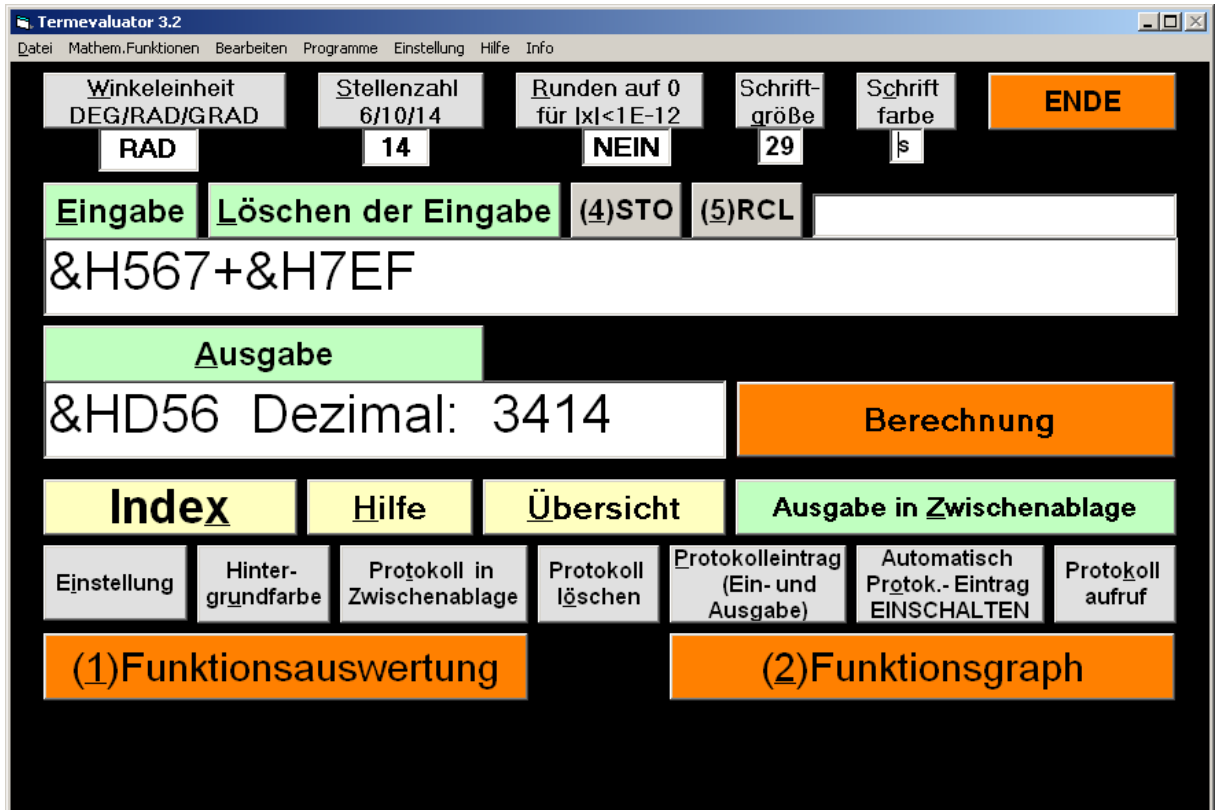 Termevaluator 3.2
Datei Mathem.Funktionen Bearbeiten Programme Einstellung Hilfe Info
Winkeleinheit
DEG/RAD/GRAD
RAD
Stellenzahl
6/10/14
14
Runden auf 0
für |x|<1E-12
NEIN
Schrift-
größe
29
Schrift
farbe
s
ENDE
Eingabe
Löschen der Eingabe
(4)STO
(5)RCL
&H567+&H7EF
Ausgabe
&HD56 Dezimal: 3414
Berechnung
Index
Hilfe
Übersicht
Ausgabe in Zwischenablage
Einstellung
Hinter-
grundfarbe
Protokoll in
Zwischenablage
Protokoll
löschen
Protokolleintrag
(Ein- und
Ausgabe)
Automatisch
Protok.- Eintrag
EINSCHALTEN
Protokoll
aufruf
(1)Funktionsauswertung
(2)Funktionsgraph